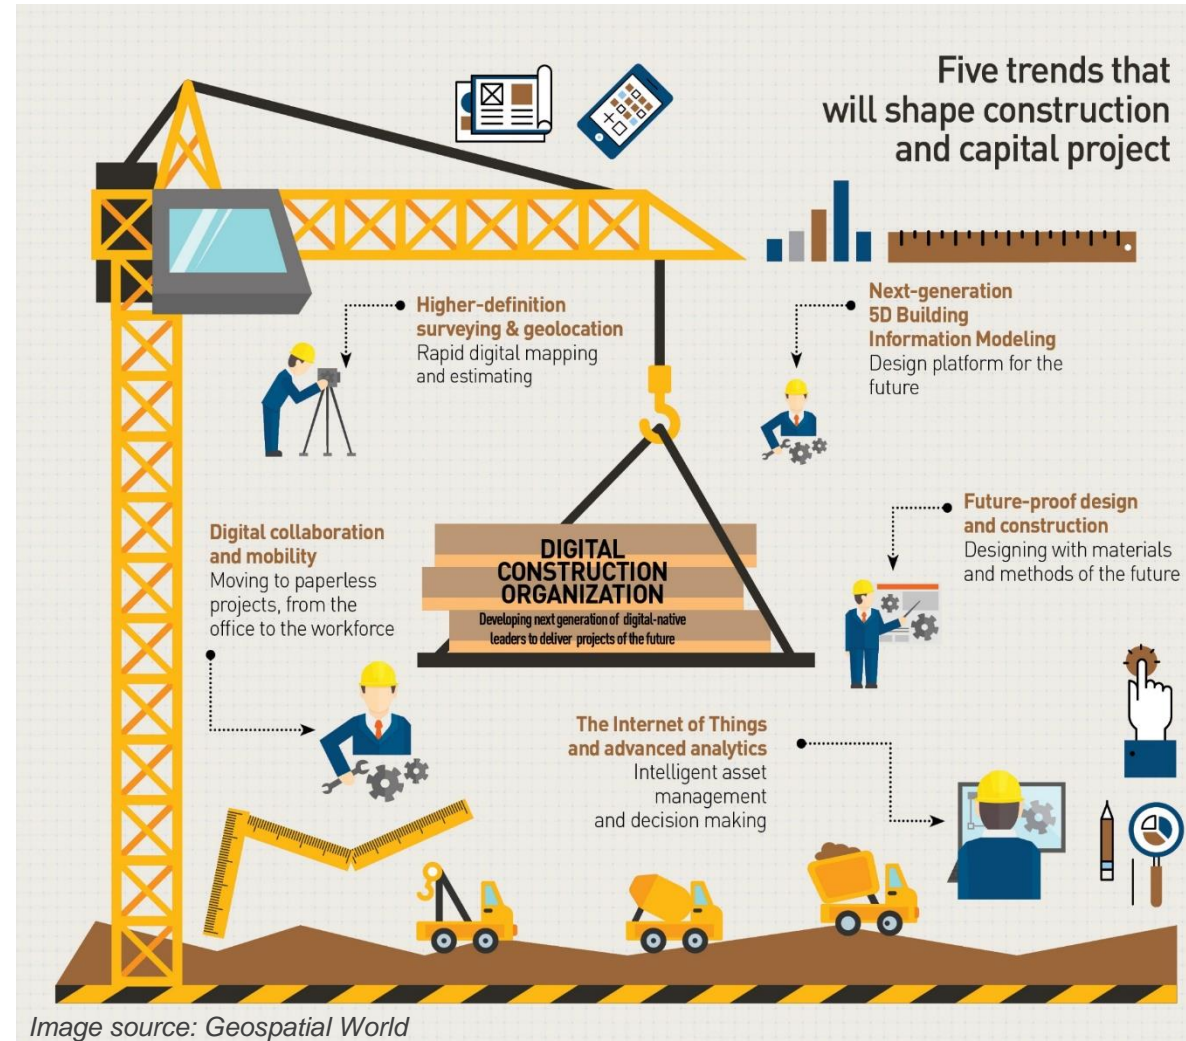 Five trends that
will shape construction
and capital project
Higher-definition
surveying & geolocation
Rapid digital mapping
and estimating
Next-generation
5D Building
Information Modeling
Design platform for the
future
Digital collaboration
and mobility
Moving to paperless
projects, from the
office to the workforce
DIGITAL
CONSTRUCTION
ORGANIZATION
Developing next generation of digital-native
leaders to deliver projects of the future
Future-proof design
and construction
Designing with materials
and methods of the future
The Internet of Things
and advanced analytics
Intelligent asset
management
and decision making
Image source: Geospatial World